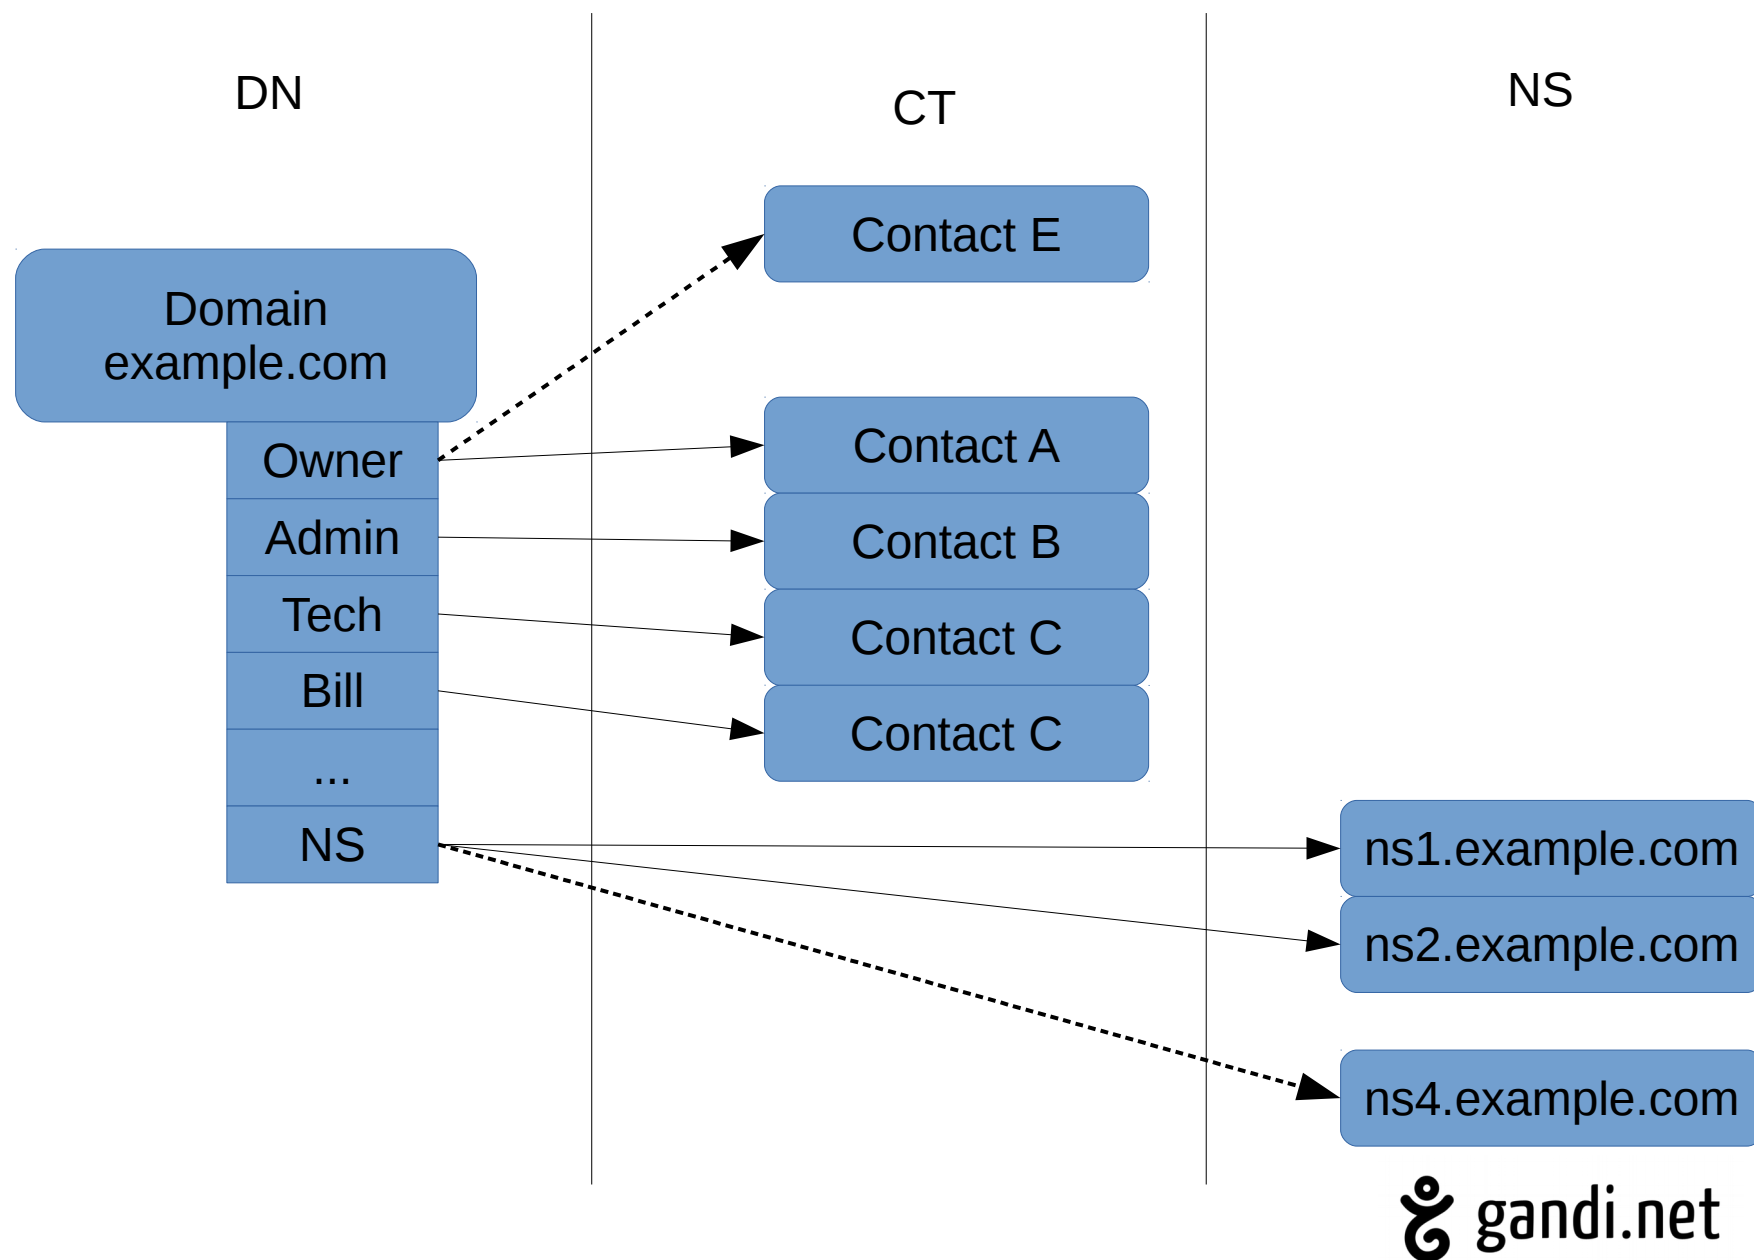 DN
CT
NS
Domain
example.com
Owner
Admin
Tech
Bill
...
NS
Contact E
Contact A
Contact B
Contact C
Contact C
ns1.example.com
ns2.example.com
ns4.example.com
gandi.net